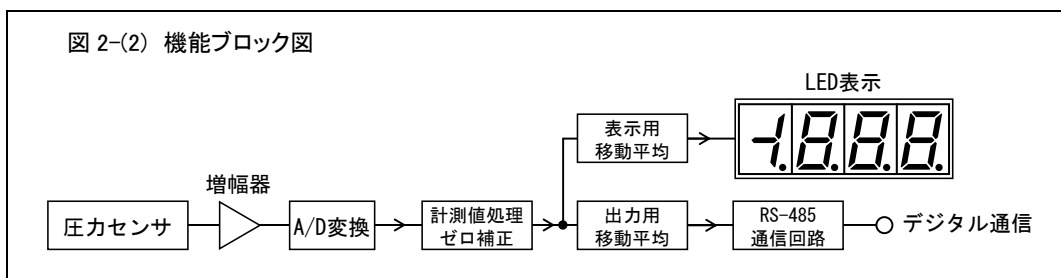 図 2-(2) 機能ブロック図
LED表示
表示用
移動平均
-1.8.8.8.
増幅器
圧力センサ
A/D変換
計測値処理
ゼロ補正
出力用
移動平均
RS-485
通信回路
デジタル通信